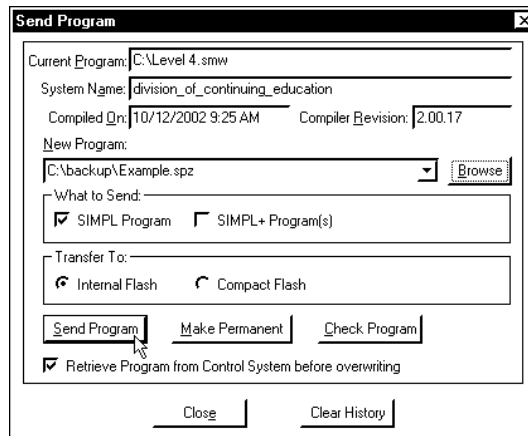 Send Program
Current Program: C:\Level 4.smw
System Name: division_of_continuing_education
Compiled On: 10/12/2002 9:25 AM Compiler Revision: 2.00.17
New Program:
C:\backup\Example.spz Browse
What to Send:
SIMPL Program SIMPL+ Program(s)
Transfer To:
Internal Flash Compact Flash
Send Program Make Permanent Check Program
Retrieve Program from Control System before overwriting
Close Clear History